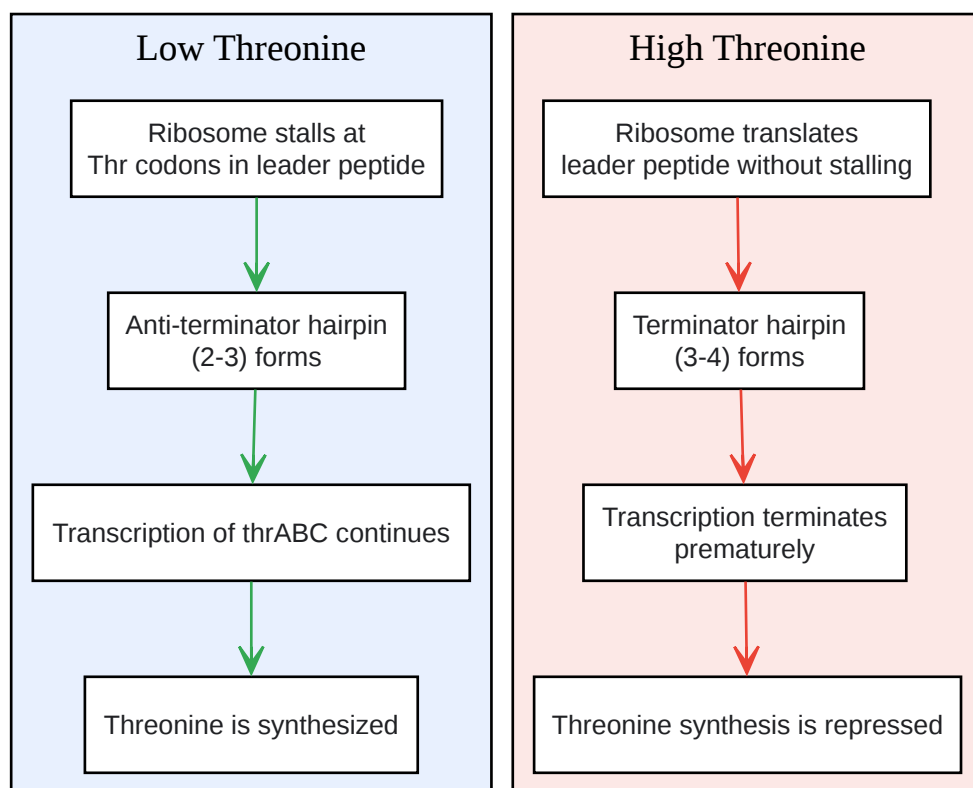 Low Threonine
Ribosome stalls at
Thr codons in leader peptide
Anti-terminator hairpin
(2-3) forms
Transcription of thrABC continues
Threonine is synthesized
High Threonine
Ribosome translates
leader peptide without stalling
Terminator hairpin
(3-4) forms
Transcription terminates
prematurely
Threonine synthesis is repressed